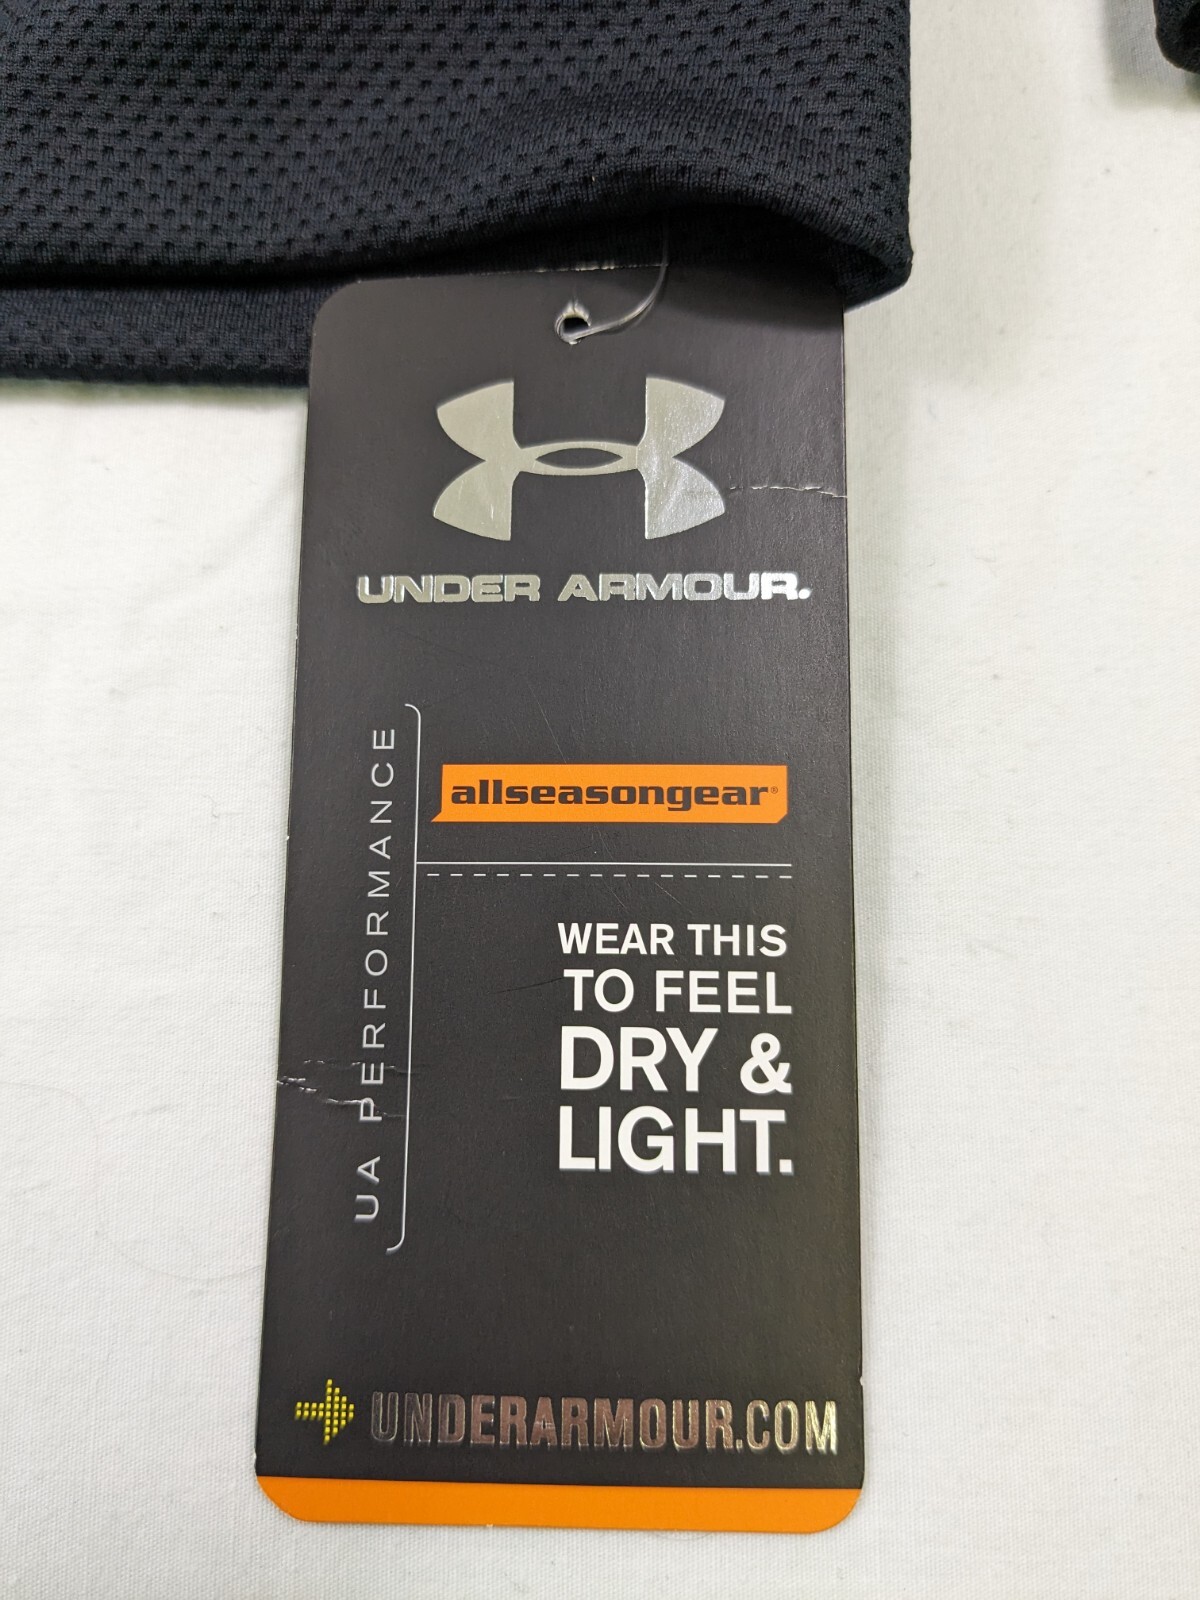 UNDER ARMOUR.
UA PERFORMANCE
allseasongear®
WEAR THIS
TO FEEL
DRY &
LIGHT.
UNDERARMOUR.COM